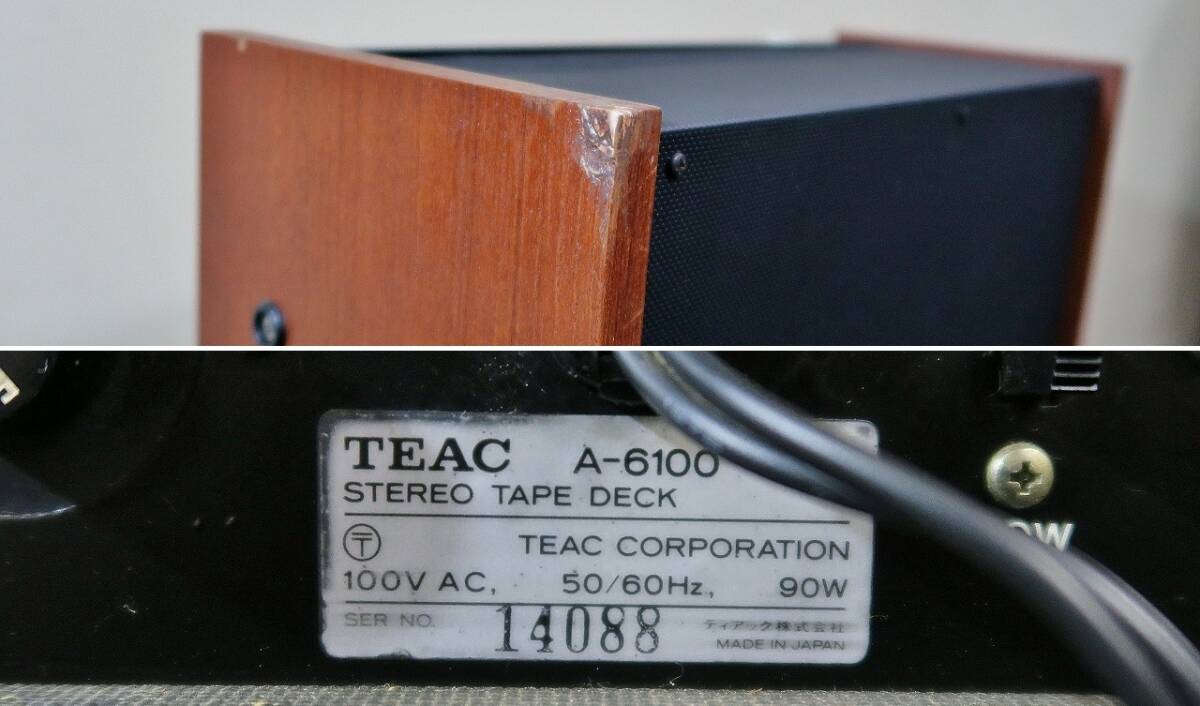 TEAC A-6100
STEREO TAPE DECK
〒 TEAC CORPORATION
100V AC, 50/60Hz, 90W
SER NO. 14088 ティアック株式会社
MADE IN JAPAN